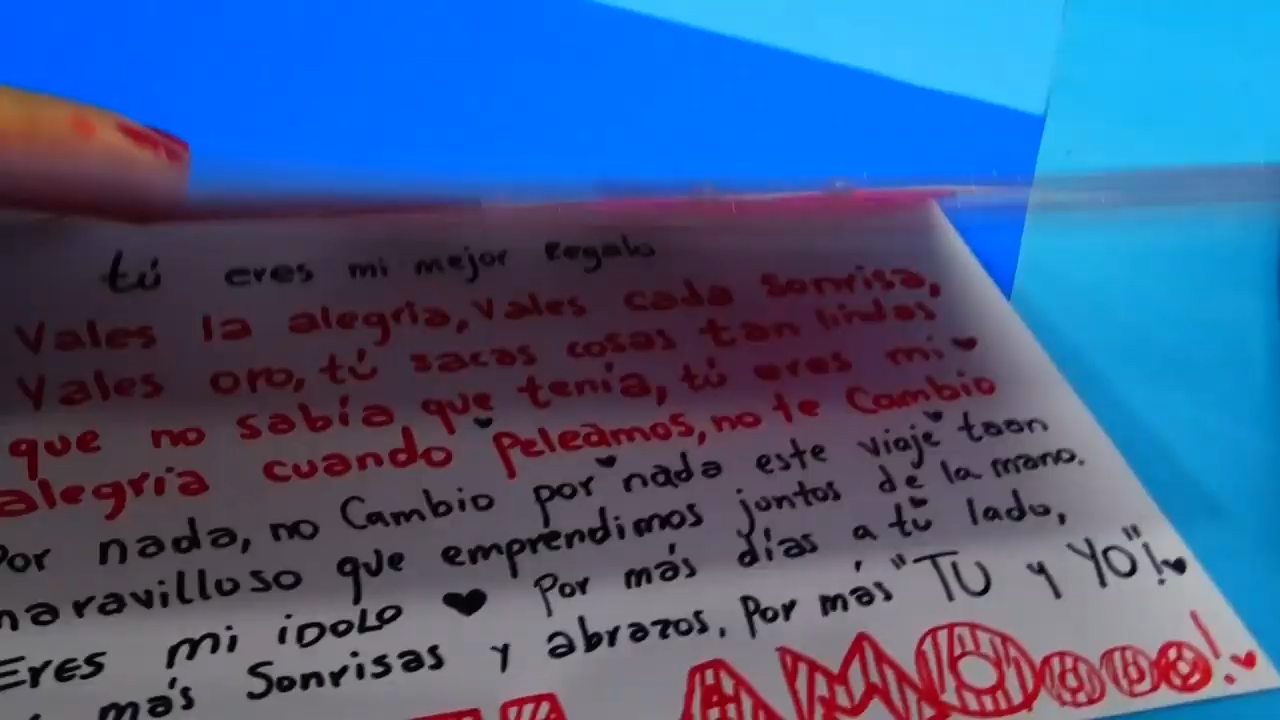 tú eres mi mejor regalo
Vales la alegría, vales cada sonrisa,
Vales oro, tú sacas cosas tan lindas
que no sabía que tenía, tú eres mi
alegría cuando peleamos, no te cambio
Por nada, no Cambio por nada este viaje taan
maravilloso que emprendimos juntos de la mano.
Eres mi iDOLO ♥ Por más días a tú lado,
más Sonrisas y abrazos, Por más "TU y YO"! ♥
AMOooo! ♥